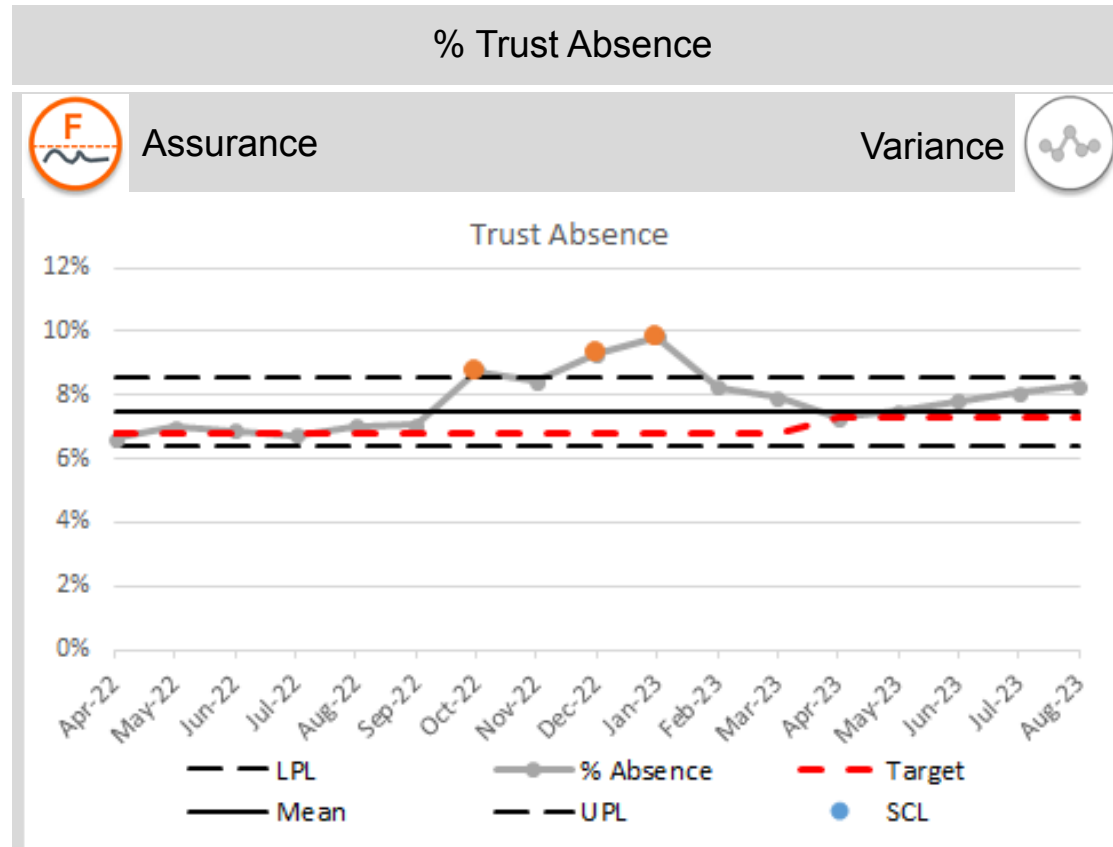 % Trust Absence
F Assurance Variance
Trust Absence
12%
10%
8%
6%
4%
2%
0%
Apr-22 May-22 Jun-22 Jul-22 Aug-22 Sep-22 Oct-22 Nov-22 Dec-22 Jan-23 Feb-23 Mar-23 Apr-23 May-23 Jun-23 Jul-23 Aug-23
LPL % Absence Target
Mean UPL SCL